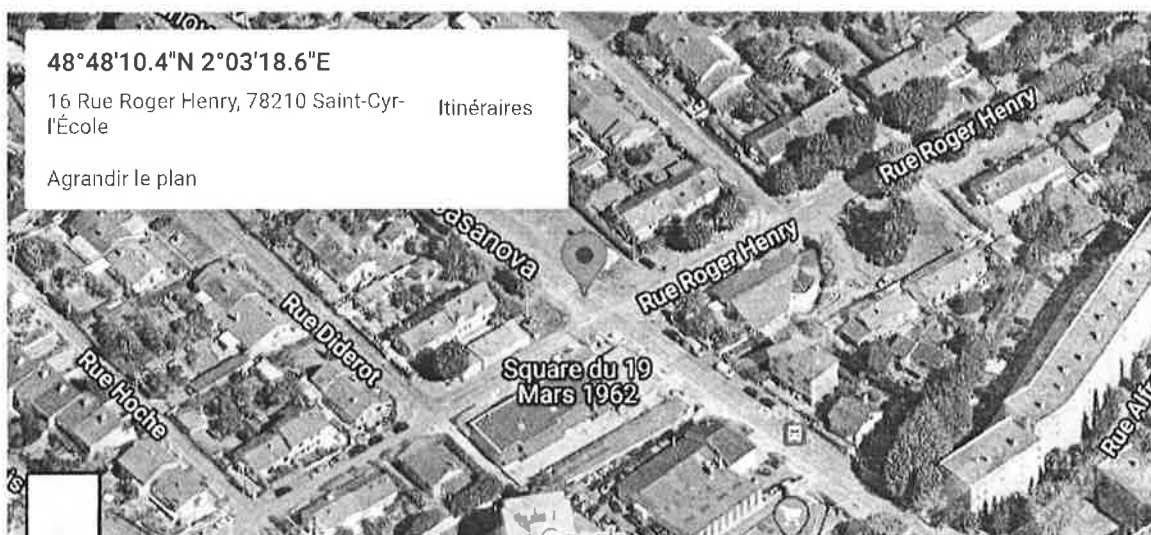 48°48'10.4"N 2°03'18.6"E
16 Rue Roger Henry, 78210 Saint-Cyr-
l'École
Itinéraires
Agrandir le plan
Rue Roger Henry
Casanova
Rue Roger Henry
Rue Diderot
Rue Hoche
Square du 19
Mars 1962